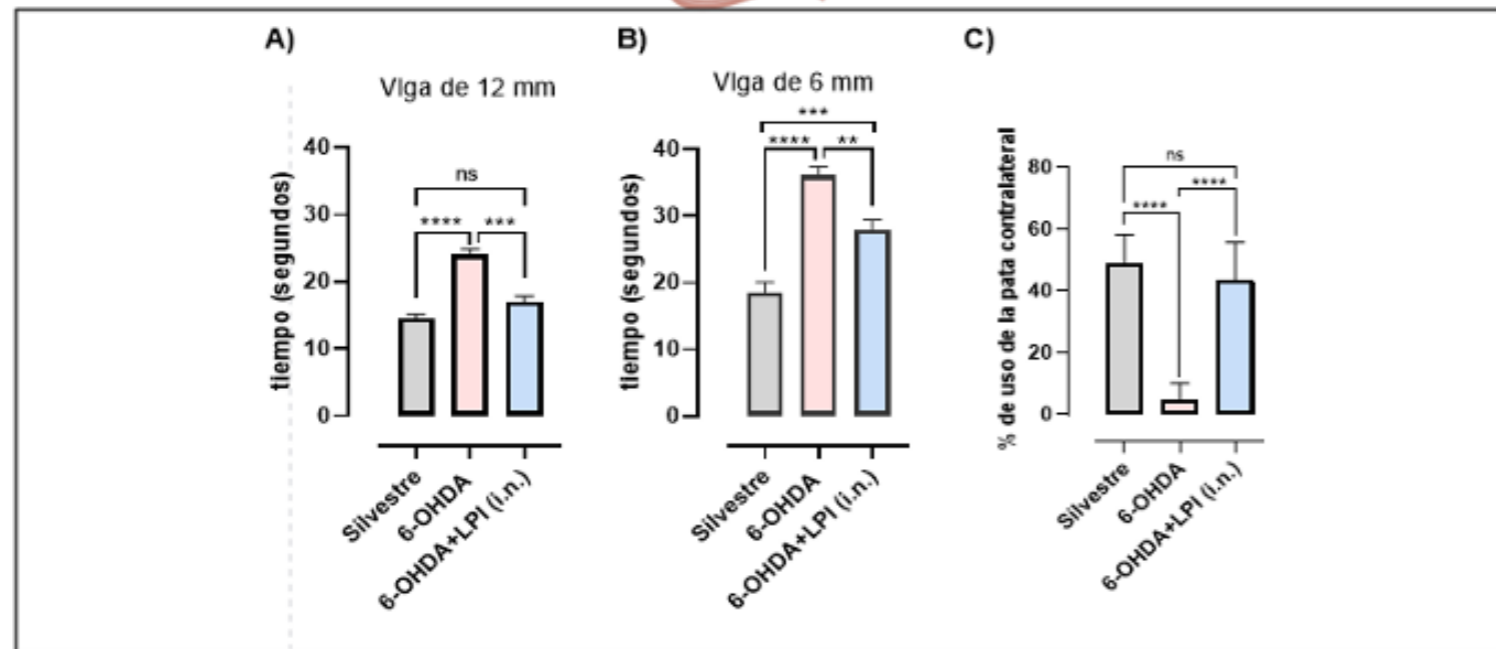 A)
VIga de 12 mm
tiempo (segundos)
40
30
20
10
0
ns
****
***
Silvestre
6-OHDA
6-OHDA+LPI (i.n.)
B)
VIga de 6 mm
tiempo (segundos)
40
30
20
10
0
***
****
**
Silvestre
6-OHDA
6-OHDA+LPI (i.n.)
C)
% de uso de la pata contralateral
80
60
40
20
0
ns
****
****
Silvestre
6-OHDA
6-OHDA+LPI (i.n.)